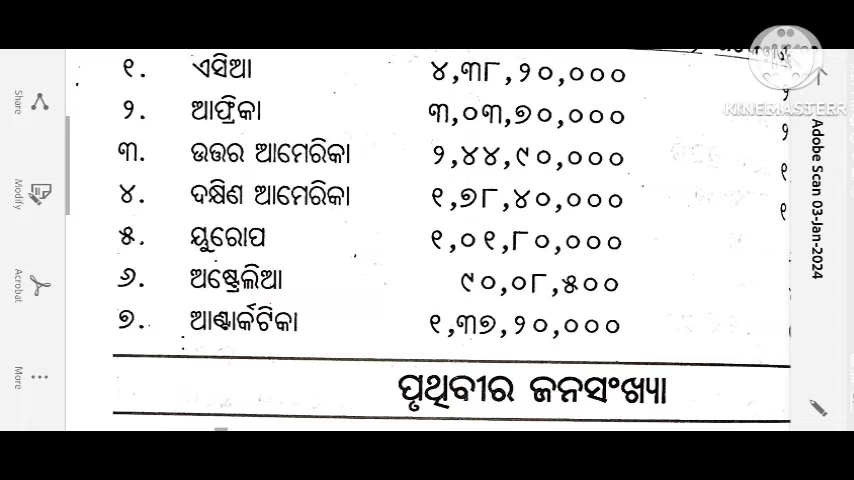 ୧. ଏସିଆ ୪,୩୮,୨୦,୦୦୦
୨. ଆଫ୍ରିକା ୩,୦୩,୭୦,୦୦୦
୩. ଉତ୍ତର ଆମେରିକା ୨,୪୪,୯୦,୦୦୦
୪. ଦକ୍ଷିଣ ଆମେରିକା ୧,୭୮,୪୦,୦୦୦
୫. ୟୁରୋପ ୧,୦୧,୮୦,୦୦୦
୬. ଅଷ୍ଟ୍ରେଲିଆ ୯୦,୦୮,୫୦୦
୭. ଆଣ୍ଟାର୍କଟିକା ୧,୩୭,୨୦,୦୦୦
ପୃଥିବୀର ଜନସଂଖ୍ୟା
Share
Modify
Acrobat
More
KINEMASTER
Adobe Scan 03-Jan-2024